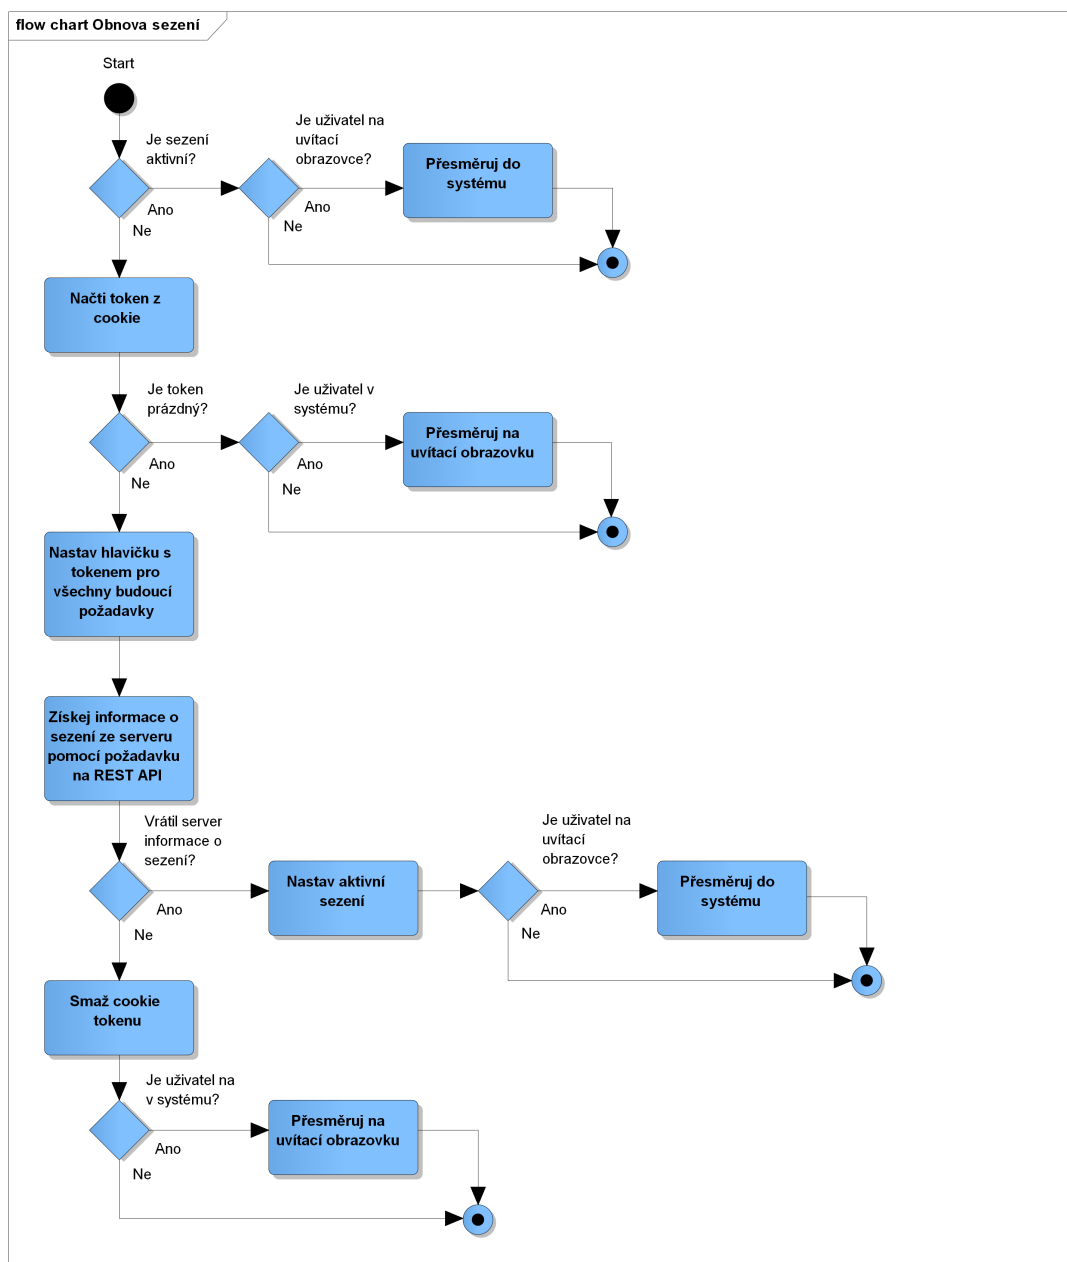 flow chart Obnova sezení
Start
Je sezení
aktivní?
Ano
Ne
Je uživatel na
uvítací
obrazovce?
Ano
Ne
Přesměruj do
systému
Načti token z
cookie
Je token
prázdný?
Ano
Ne
Je uživatel v
systému?
Ano
Ne
Přesměruj na
uvítací obrazovku
Nastav hlavičku s
tokenem pro
všechny budoucí
požadavky
Získej informace o
sezení ze serveru
pomocí požadavku
na REST API
Vrátil server
informace o
sezení?
Ano
Ne
Nastav aktivní
sezení
Je uživatel na
uvítací
obrazovce?
Ano
Ne
Přesměruj do
systému
Smaž cookie
tokenu
Je uživatel na
v systému?
Ano
Ne
Přesměruj na
uvítací obrazovku